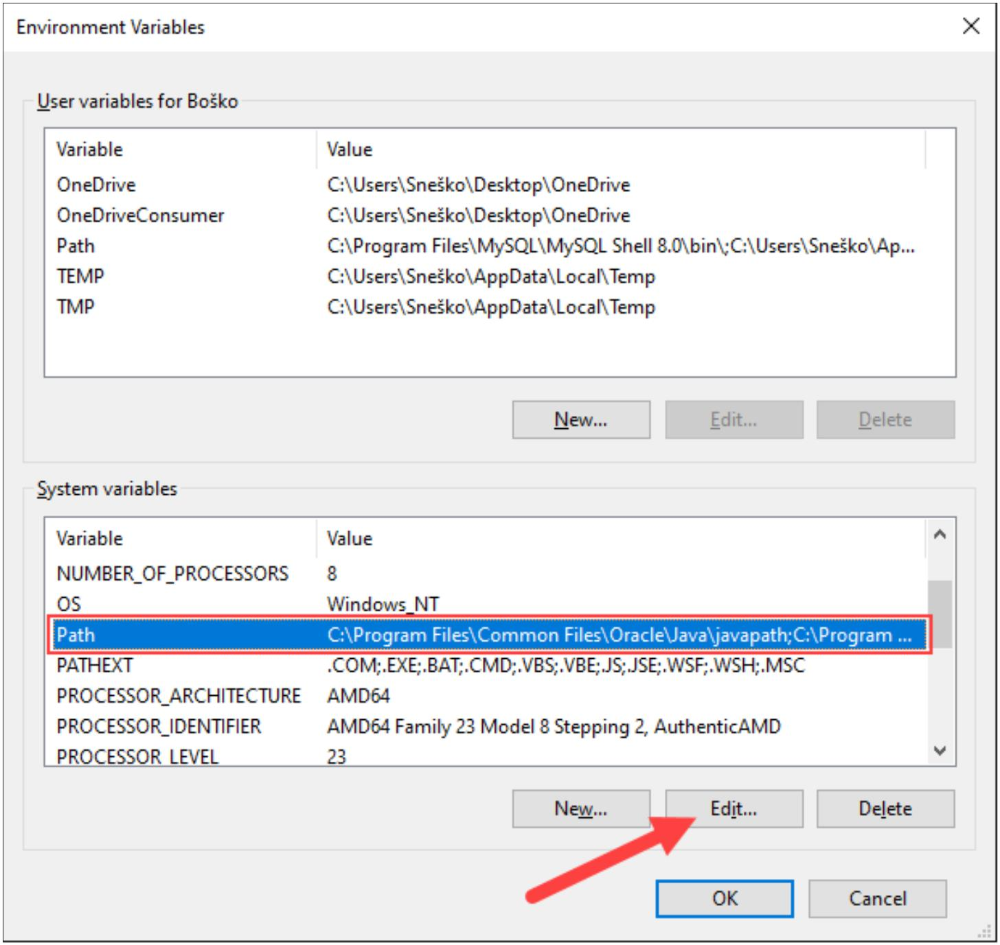 Environment Variables
User variables for Boško
Variable Value
OneDrive C:\Users\Sneško\Desktop\OneDrive
OneDriveConsumer C:\Users\Sneško\Desktop\OneDrive
Path C:\Program Files\MySQL\MySQL Shell 8.0\bin\;C:\Users\Sneško\Ap...
TEMP C:\Users\Sneško\AppData\Local\Temp
TMP C:\Users\Sneško\AppData\Local\Temp
New... Edit... Delete
System variables
Variable Value
NUMBER_OF_PROCESSORS 8
OS Windows_NT
Path C:\Program Files\Common Files\Oracle\Java\javapath;C:\Program ...
PATHEXT .COM;.EXE;.BAT;.CMD;.VBS;.VBE;.JS;.JSE;.WSF;.WSH;.MSC
PROCESSOR_ARCHITECTURE AMD64
PROCESSOR_IDENTIFIER AMD64 Family 23 Model 8 Stepping 2, AuthenticAMD
PROCESSOR_LEVEL 23
New... Edit... Delete
OK Cancel